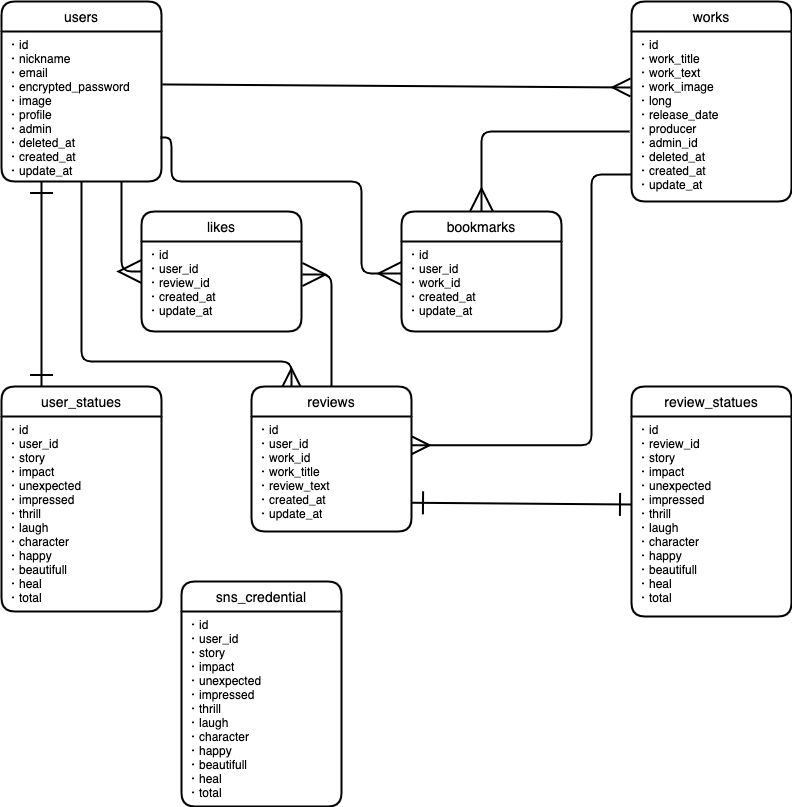 users
・id
・nickname
・email
・encrypted_password
・image
・profile
・admin
・deleted_at
・created_at
・update_at
works
・id
・work_title
・work_text
・work_image
・long
・release_date
・producer
・admin_id
・deleted_at
・created_at
・update_at
likes
・id
・user_id
・review_id
・created_at
・update_at
bookmarks
・id
・user_id
・work_id
・created_at
・update_at
user_statues
・id
・user_id
・story
・impact
・unexpected
・impressed
・thrill
・laugh
・character
・happy
・beautifull
・heal
・total
reviews
・id
・user_id
・work_id
・work_title
・review_text
・created_at
・update_at
review_statues
・id
・review_id
・story
・impact
・unexpected
・impressed
・thrill
・laugh
・character
・happy
・beautifull
・heal
・total
sns_credential
・id
・user_id
・story
・impact
・unexpected
・impressed
・thrill
・laugh
・character
・happy
・beautifull
・heal
・total